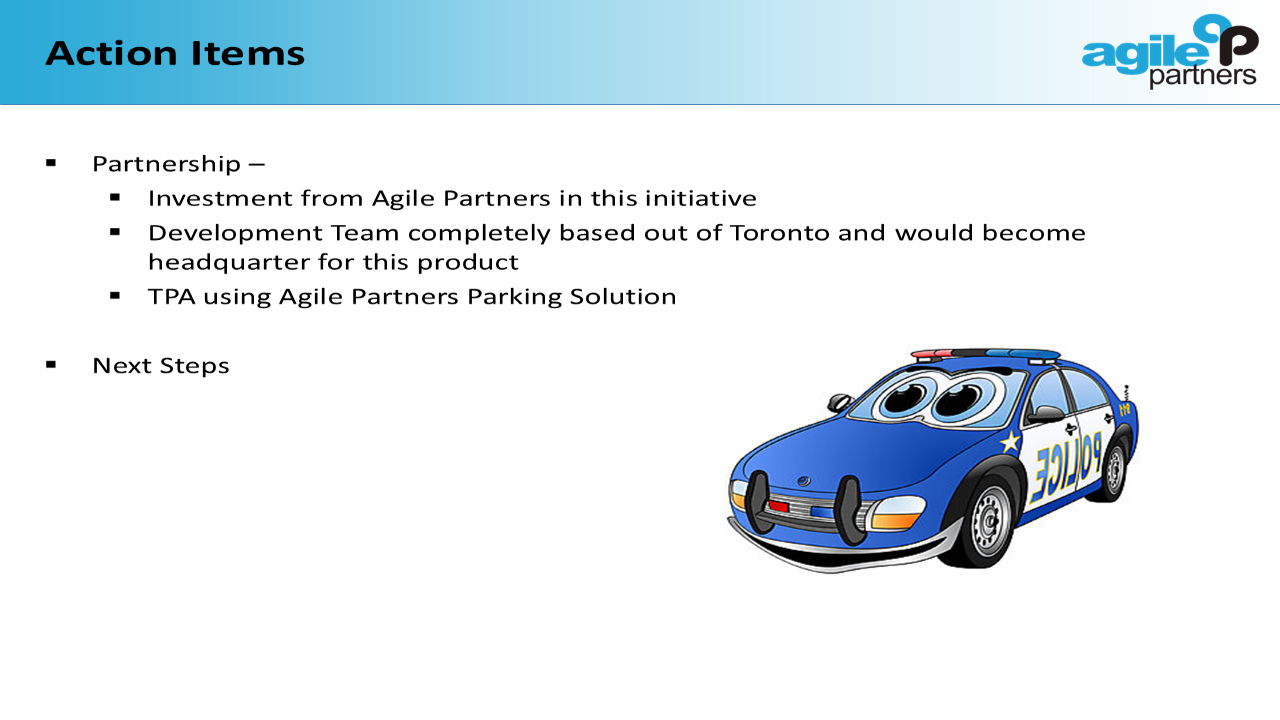 Action Items
agile
partners
Partnership –
Investment from Agile Partners in this initiative
Development Team completely based out of Toronto and would become
headquarter for this product
TPA using Agile Partners Parking Solution
Next Steps
POLICE
911